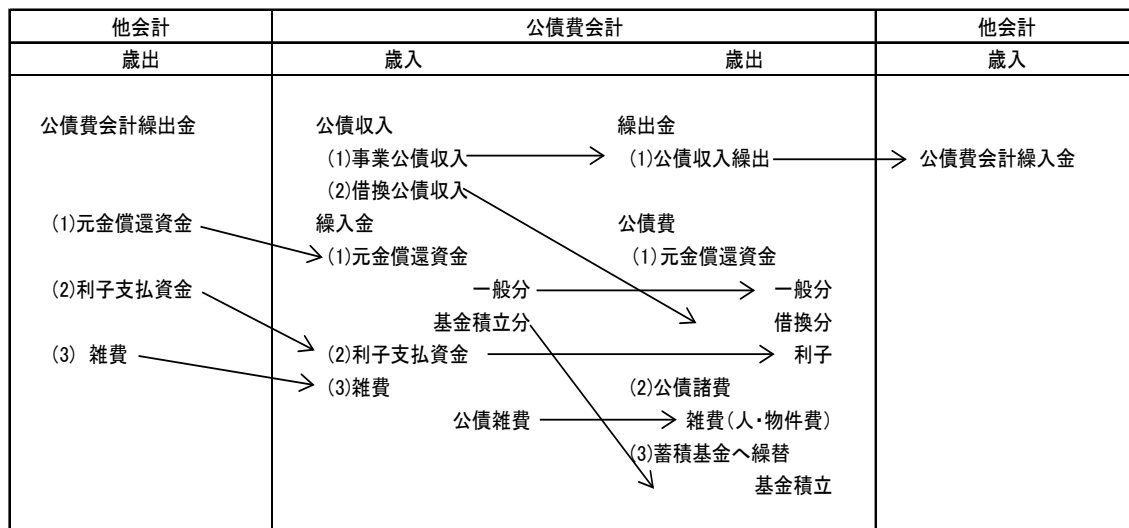 他会計 公債費会計 他会計
歳出 歳入 歳出 歳入
公債費会計繰出金 公債収入 繰出金
(1)事業公債収入 (1)公債収入繰出 公債費会計繰入金
(2)借換公債収入
(1)元金償還資金 繰入金 公債費
(1)元金償還資金 (1)元金償還資金
(2)利子支払資金 一般分 一般分
基金積立分 借換分
(3) 雑費 (2)利子支払資金 利子
(3)雑費 (2)公債諸費
公債雑費 雑費(人・物件費)
(3)蓄積基金へ繰替
基金積立